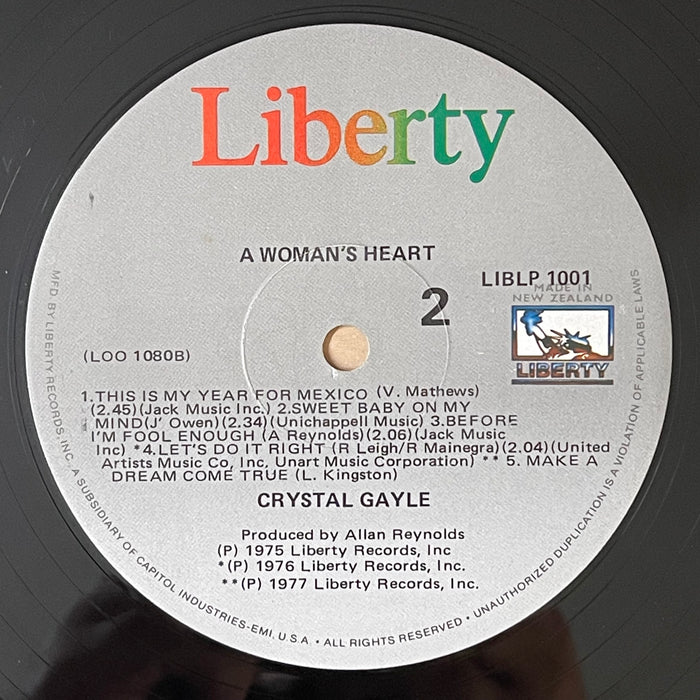 Liberty
A WOMAN'S HEART
LIBLP 1001
MADE IN
NEW ZEALAND
2
LIBERTY
(LOO 1080B)
1.THIS IS MY YEAR FOR MEXICO (V. Mathews)
(2.45)(Jack Music Inc.) 2.SWEET BABY ON MY
MIND(J' Owen)(2.34)(Unichappell Music) 3.BEFORE
I'M FOOL ENOUGH (A Reynolds)(2.06)(Jack Music
Inc) *4.LET'S DO IT RIGHT (R Leigh/R Mainegra)(2.04)(United
Artists Music Co, Inc, Unart Music Corporation) ** 5. MAKE A
DREAM COME TRUE (L. Kingston)
CRYSTAL GAYLE
Produced by Allan Reynolds
(P) 1975 Liberty Records, Inc
*(P) 1976 Liberty Records, Inc.
**(P) 1977 Liberty Records, Inc.
MFD. BY LIBERTY RECORDS, INC. A SUBSIDIARY OF CAPITOL INDUSTRIES-EMI. U.S.A. • ALL RIGHTS RESERVED • UNAUTHORIZED DUPLICATION IS A VIOLATION OF APPLICABLE LAWS